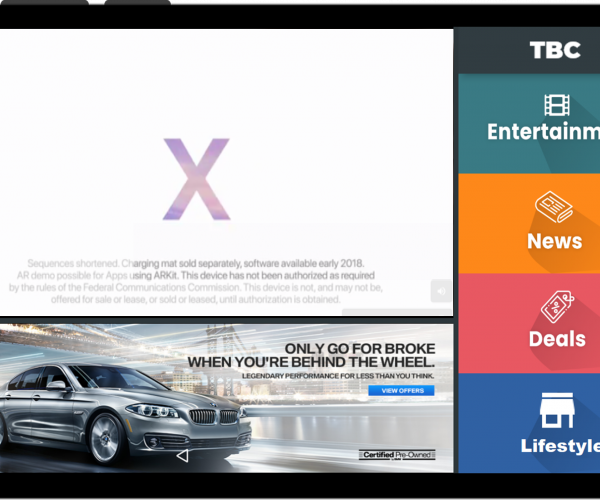 X
Sequences shortened. Charging mat sold separately, software available early 2018.
AR demo possible for Apps using ARKit. This device has not been authorized as required
by the rules of the Federal Communications Commission. This device is not, and may not be,
offered for sale or lease, or sold or leased, until authorization is obtained.
ONLY GO FOR BROKE
WHEN YOU'RE BEHIND THE WHEEL.
LEGENDARY PERFORMANCE FOR LESS THAN YOU THINK.
VIEW OFFERS
Certified Pre-Owned
TBC
Entertainm
News
Deals
Lifestyle